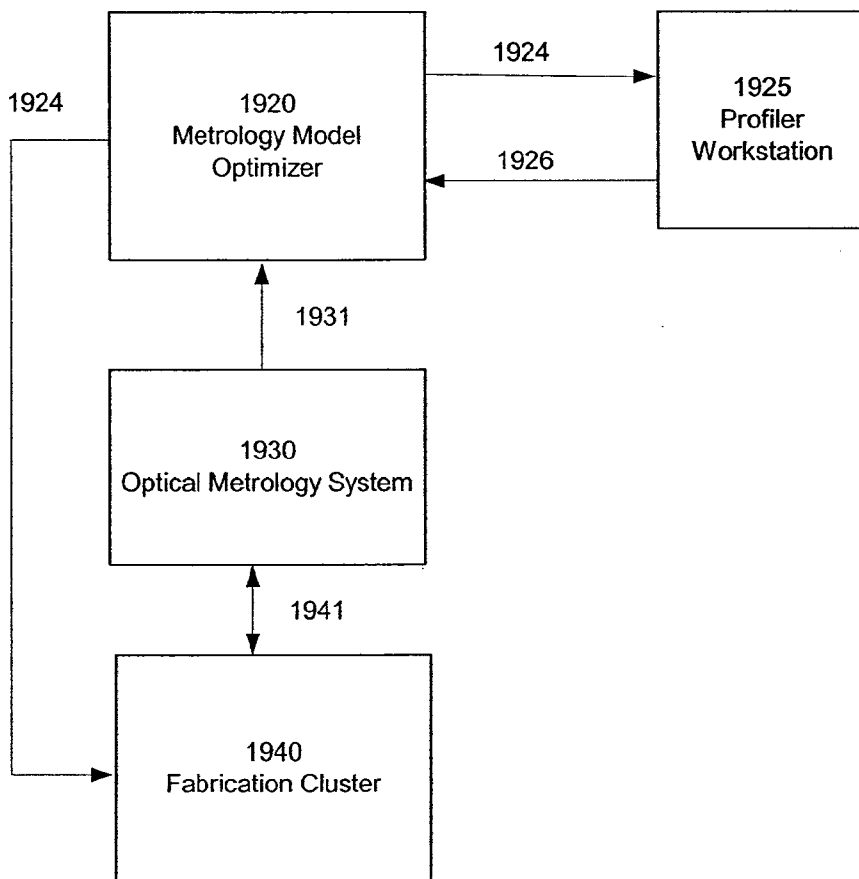 1924
1920
Metrology Model
Optimizer
1924
1925
Profiler
Workstation
1926
1931
1930
Optical Metrology System
1941
1940
Fabrication Cluster